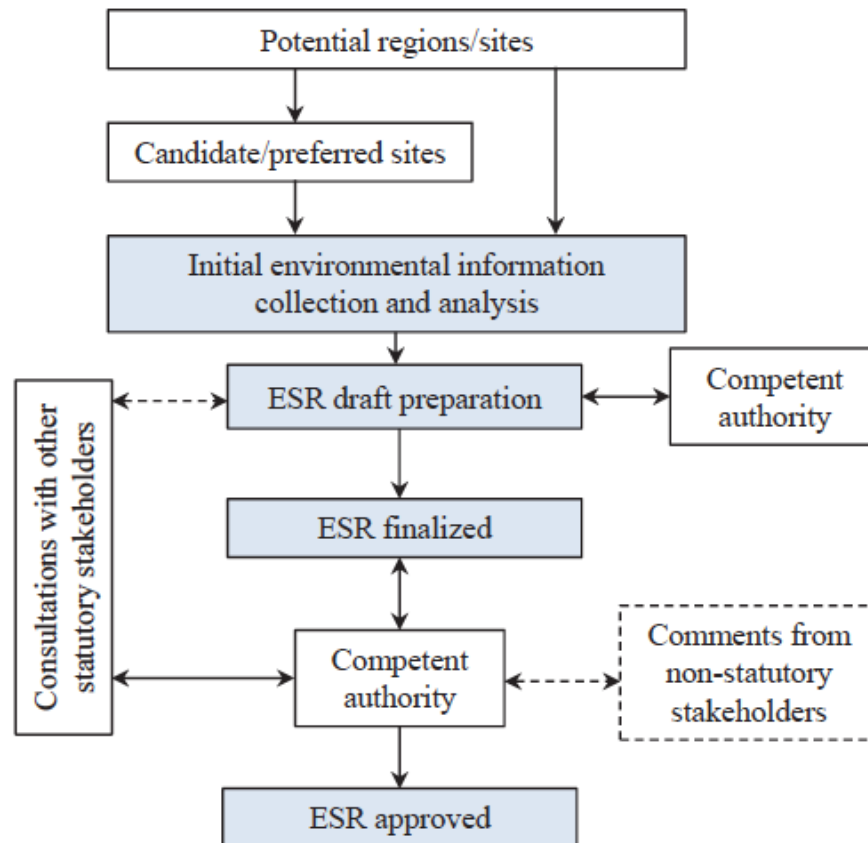 Potential regions/sites
Candidate/preferred sites
Initial environmental information
collection and analysis
ESR draft preparation
Competent
authority
Consultations with other
statutory stakeholders
ESR finalized
Competent
authority
Comments from
non-statutory
stakeholders
ESR approved